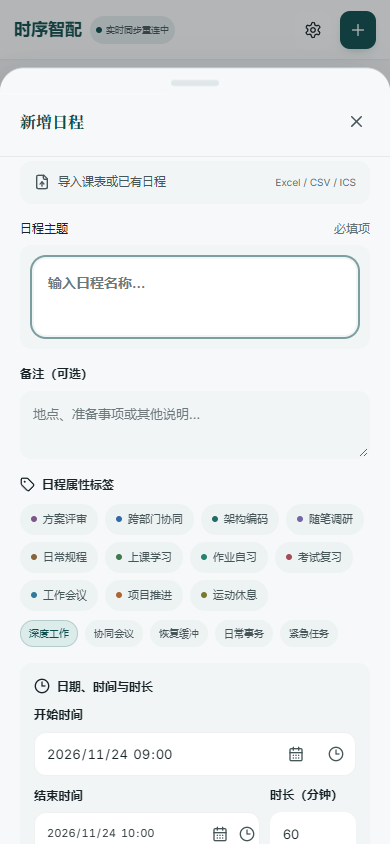 时序智配 实时同步重连中
新增日程
导入课表或已有日程 Excel / CSV / ICS
日程主题 必填项
输入日程名称...
备注（可选）
地点、准备事项或其他说明...
日程属性标签
方案评审 跨部门协同 架构编码 随笔调研
日常规程 上课学习 作业自习 考试复习
工作会议 项目推进 运动休息
深度工作 协同会议 恢复缓冲 日常事务 紧急任务
日期、时间与时长
开始时间
2026/11/24 09:00
结束时间 时长（分钟）
2026/11/24 10:00 60